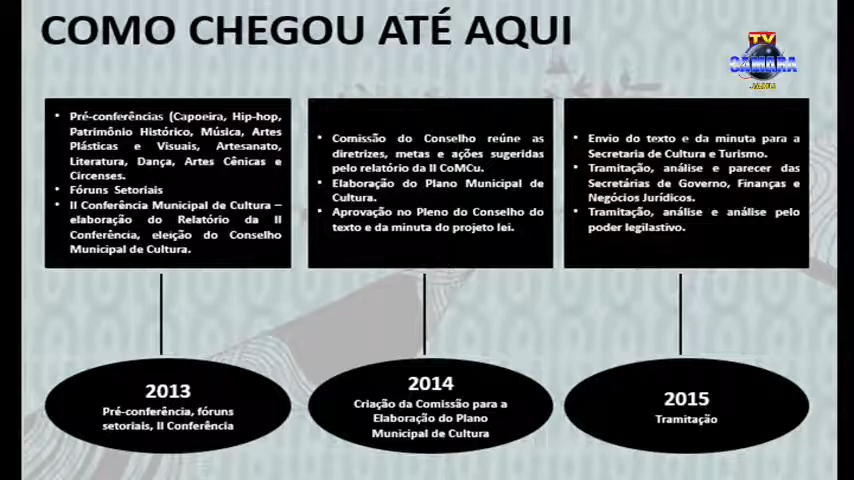 COMO CHEGOU ATÉ AQUI
TV
CÂMARA
JAHU
• Pré-conferências (Capoeira, Hip-hop,
Patrimônio Histórico, Música, Artes
Plásticas e Visuais, Artesanato,
Literatura, Dança, Artes Cênicas e
Circenses.
• Fóruns Setoriais
• II Conferência Municipal de Cultura –
elaboração do Relatório da II
Conferência, eleição do Conselho
Municipal de Cultura.
• Comissão do Conselho reúne as
diretrizes, metas e ações sugeridas
pelo relatório da II CoMCu.
• Elaboração do Plano Municipal de
Cultura.
• Aprovação no Pleno do Conselho do
texto e da minuta do projeto lei.
• Envio do texto e da minuta para a
Secretaria de Cultura e Turismo.
• Tramitação, análise e parecer das
Secretárias de Governo, Finanças e
Negócios Jurídicos.
• Tramitação, análise e análise pelo
poder legilastivo.
2013
Pré-conferência, fóruns
setoriais, II Conferência
2014
Criação da Comissão para a
Elaboração do Plano
Municipal de Cultura
2015
Tramitação